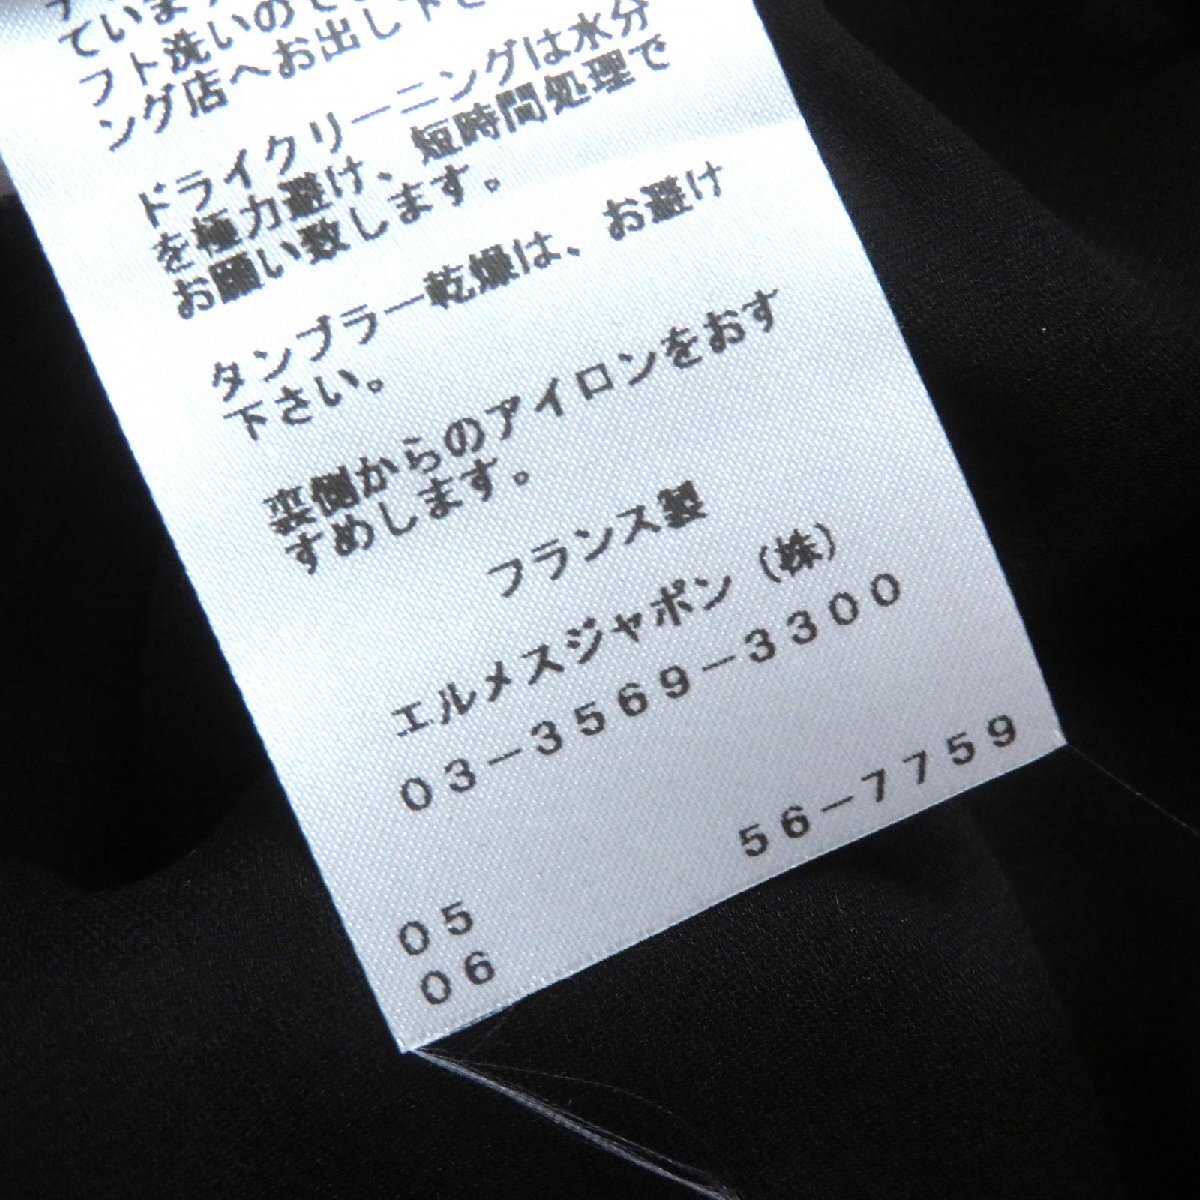 ています
フト洗いので
ング店へお出し下さ
ドライクリーニングは水分
を極力避け、短時間処理で
お願い致します。
タンブラー乾燥は、お避け
下さい。
裏側からのアイロンをおす
すめします。
フランス製
エルメスジャポン（株）
03-3569-3300
56-7759
05
06